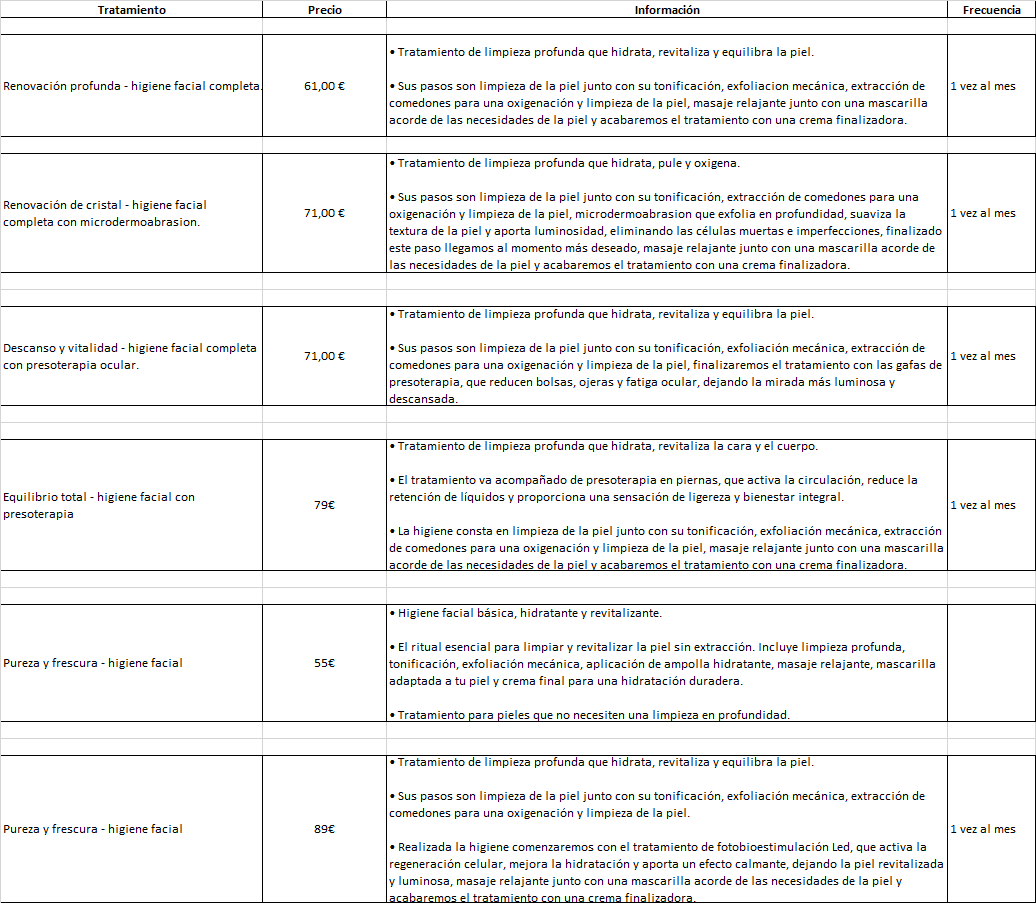 Tratamiento Precio Información Frecuencia
• Tratamiento de limpieza profunda que hidrata, revitaliza y equilibra la piel.
Renovación profunda - higiene facial completa. 61,00 € 1 vez al mes
• Sus pasos son limpieza de la piel junto con su tonificación, exfoliacion mecánica, extracción de
comedones para una oxigenación y limpieza de la piel, masaje relajante junto con una mascarilla
acorde de las necesidades de la piel y acabaremos el tratamiento con una crema finalizadora.
Renovación de cristal - higiene facial
completa con microdermoabrasion.
71,00 €
• Tratamiento de limpieza profunda que hidrata, pule y oxigena.
• Sus pasos son limpieza de la piel junto con su tonificación, extracción de comedones para una
oxigenación y limpieza de la piel, microdermoabrasion que exfolia en profundidad, suaviza la
textura de la piel y aporta luminosidad, eliminando las células muertas e imperfecciones, finalizado
este paso llegamos al momento más deseado, masaje relajante junto con una mascarilla acorde de
las necesidades de la piel y acabaremos el tratamiento con una crema finalizadora.
1 vez al mes
Descanso y vitalidad - higiene facial completa
con presoterapia ocular.
71,00 €
• Tratamiento de limpieza profunda que hidrata, revitaliza y equilibra la piel.
• Sus pasos son limpieza de la piel junto con su tonificación, exfoliación mecánica, extracción de
comedones para una oxigenación y limpieza de la piel, finalizaremos el tratamiento con las gafas de
presoterapia, que reducen bolsas, ojeras y fatiga ocular, dejando la mirada más luminosa y
descansada.
1 vez al mes
Equilibrio total - higiene facial con
presoterapia
79€
• Tratamiento de limpieza profunda que hidrata, revitaliza la cara y el cuerpo.
• El tratamiento va acompañado de presoterapia en piernas, que activa la circulación, reduce la
retención de líquidos y proporciona una sensación de ligereza y bienestar integral.
• La higiene consta en limpieza de la piel junto con su tonificación, exfoliación mecánica, extracción
de comedones para una oxigenación y limpieza de la piel, masaje relajante junto con una mascarilla
acorde de las necesidades de la piel y acabaremos el tratamiento con una crema finalizadora.
1 vez al mes
Pureza y frescura - higiene facial
55€
• Higiene facial básica, hidratante y revitalizante.
• El ritual esencial para limpiar y revitalizar la piel sin extracción. Incluye limpieza profunda,
tonificación, exfoliación mecánica, aplicación de ampolla hidratante, masaje relajante, mascarilla
adaptada a tu piel y crema final para una hidratación duradera.
• Tratamiento para pieles que no necesiten una limpieza en profundidad.
Pureza y frescura - higiene facial
89€
• Tratamiento de limpieza profunda que hidrata, revitaliza y equilibra la piel.
• Sus pasos son limpieza de la piel junto con su tonificación, exfoliación mecánica, extracción de
comedones para una oxigenación y limpieza de la piel.
• Realizada la higiene comenzaremos con el tratamiento de fotobioestimulación Led, que activa la
regeneración celular, mejora la hidratación y aporta un efecto calmante, dejando la piel revitalizada
y luminosa, masaje relajante junto con una mascarilla acorde de las necesidades de la piel y
acabaremos el tratamiento con una crema finalizadora.
1 vez al mes